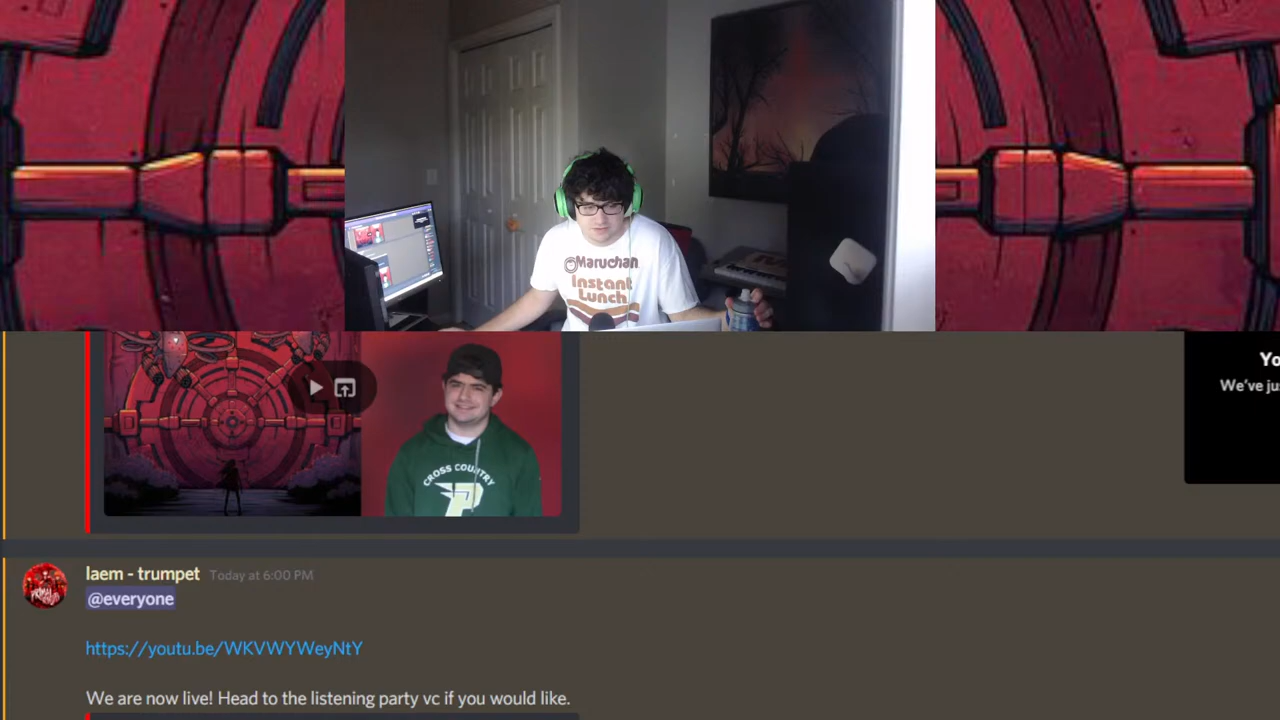 Maruchan
Instant
Lunch
Yo
We've ju
CROSS COUNTRY
P
laem - trumpet Today at 6:00 PM
@everyone
https://youtu.be/WKVWYWeyNtY
We are now live! Head to the listening party vc if you would like.